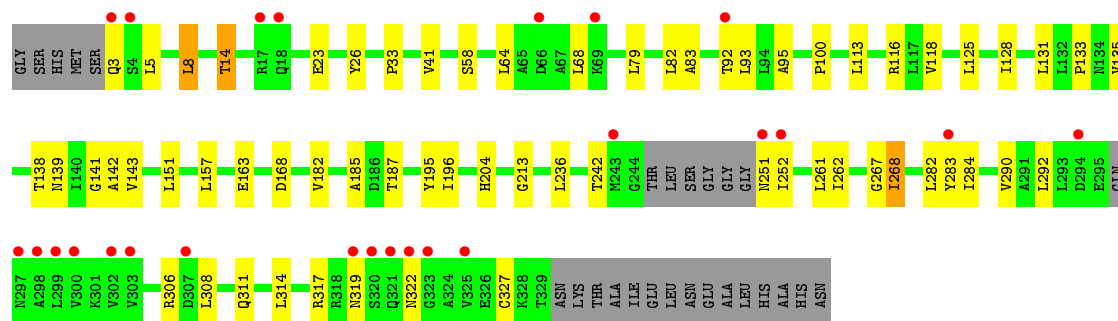 GLY SER HIS MET SER Q3 S4 L5 L8 T14 R17 Q18 E23 Y26 P33 V41 S58 L64 A65 D66 A67 L68 K69 L79 L82 A83 T92 L93 L94 A95 P100 L113 R116 L117 V118 L125 I128 L131 L132 P133 N134 V135
T138 N139 I140 G141 A142 V143 L151 L157 E163 D168 V182 A185 D186 T187 Y195 I196 H204 G213 L236 T242 M243 G244 THR LEU SER GLY GLY GLY N251 I252 L261 I262 G267 I268 L282 Y283 I284 V290 A291 L292 L293 D294 E295 GLN
N297 A298 L299 V300 K301 V302 V303 R306 D307 L308 Q311 L314 R317 R318 N319 S320 Q321 N322 G323 A324 V325 E326 C327 K328 T329 ASN LYS THR ALA ILE GLU LEU ASN GLU ALA LEU HIS ALA HIS ASN